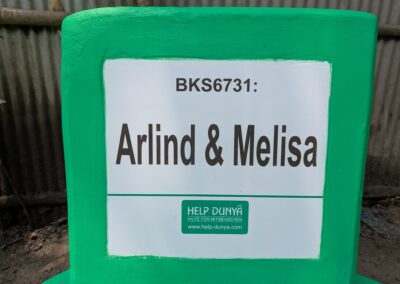 BKS6731:
Arlind & Melisa
HELP DUNYA
HILFE FÜR MITMENSCHEN
www.help-dunya.com